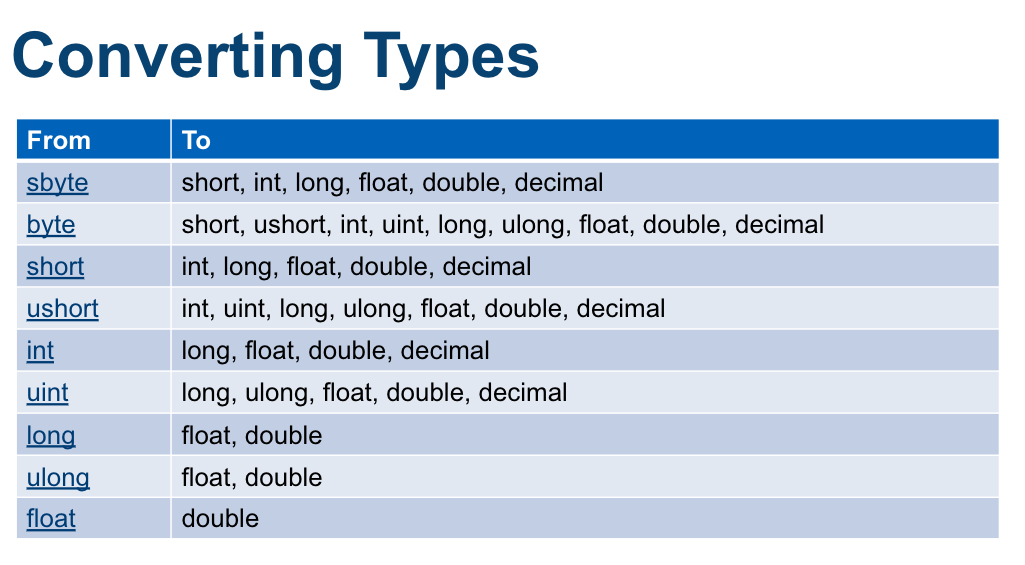 Converting Types
From To
sbyte short, int, long, float, double, decimal
byte short, ushort, int, uint, long, ulong, float, double, decimal
short int, long, float, double, decimal
ushort int, uint, long, ulong, float, double, decimal
int long, float, double, decimal
uint long, ulong, float, double, decimal
long float, double
ulong float, double
float double